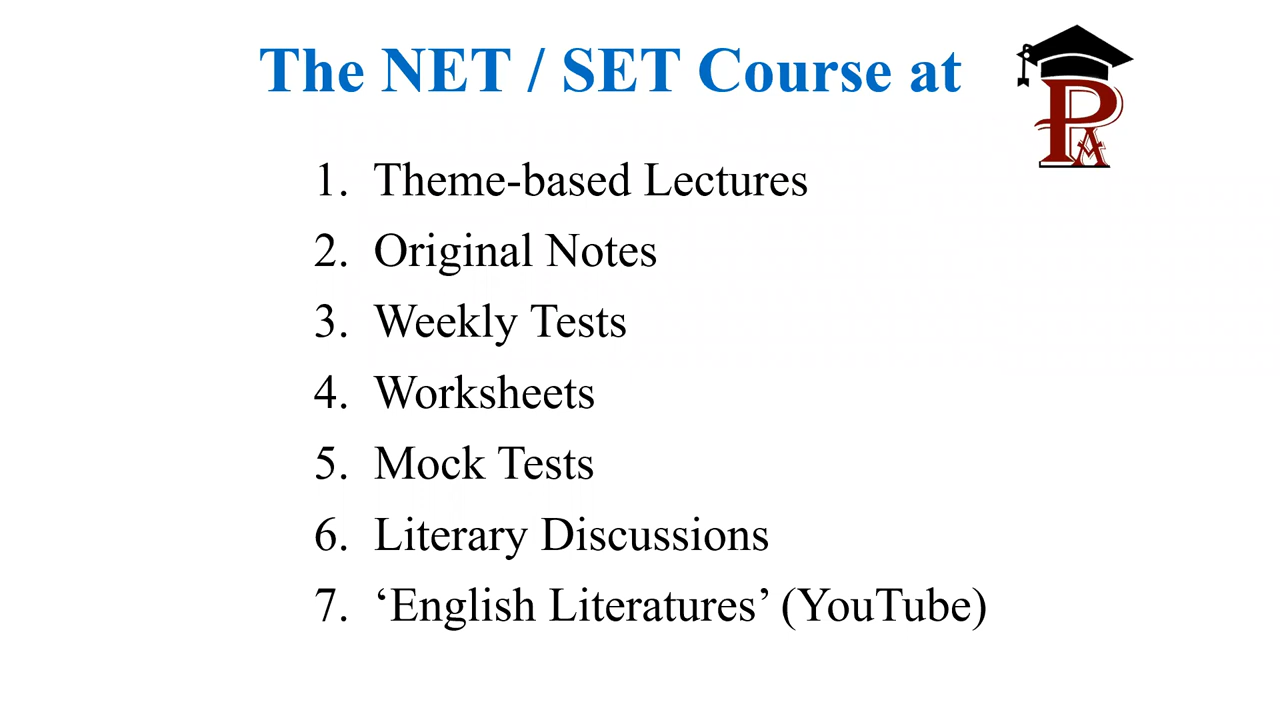 The NET / SET Course at
PA
1. Theme-based Lectures
2. Original Notes
3. Weekly Tests
4. Worksheets
5. Mock Tests
6. Literary Discussions
7. ‘English Literatures’ (YouTube)